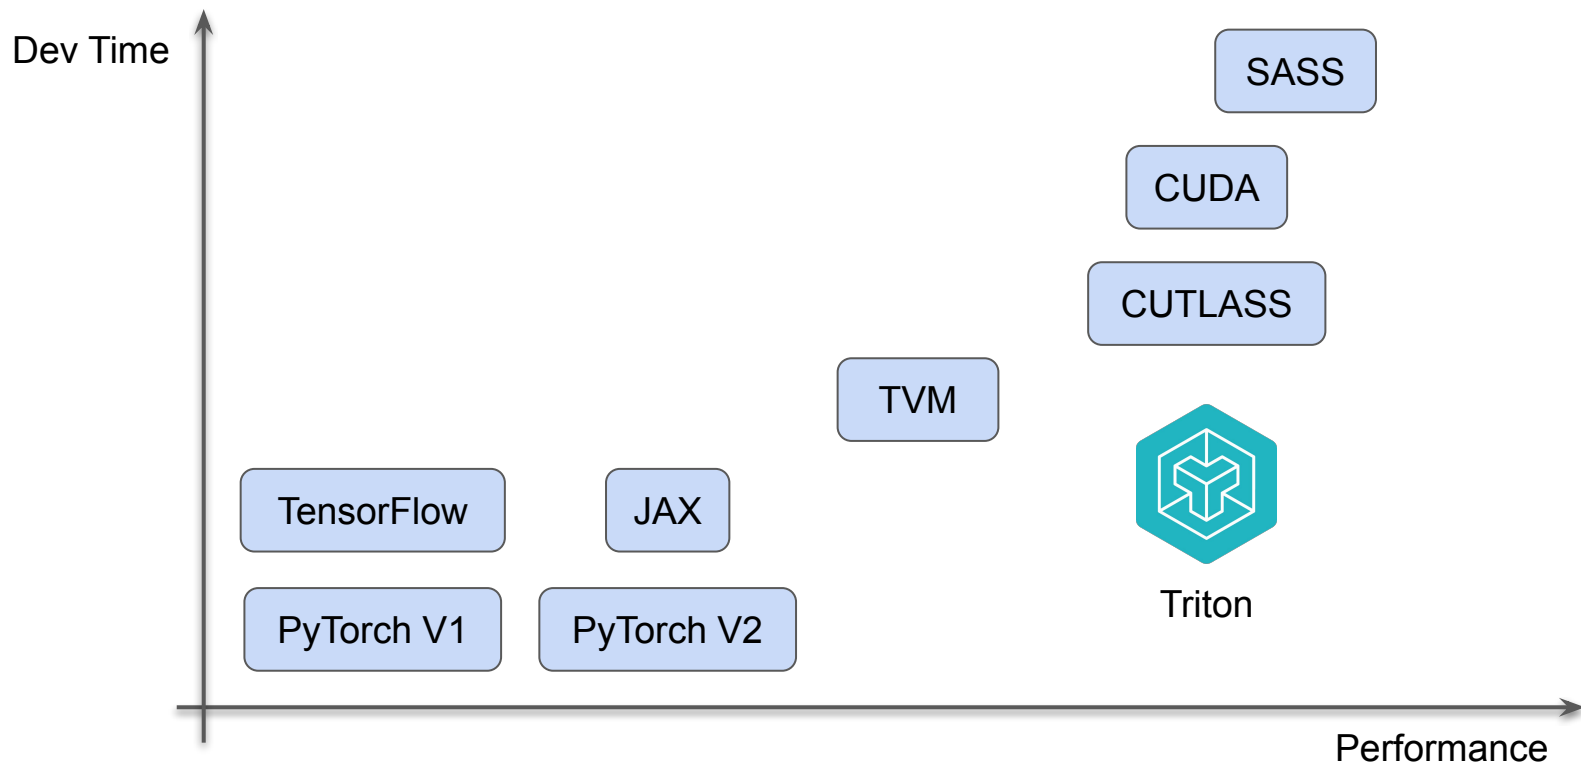 Dev Time
SASS
CUDA
CUTLASS
TVM
TensorFlow
JAX
Triton
PyTorch V1
PyTorch V2
Performance